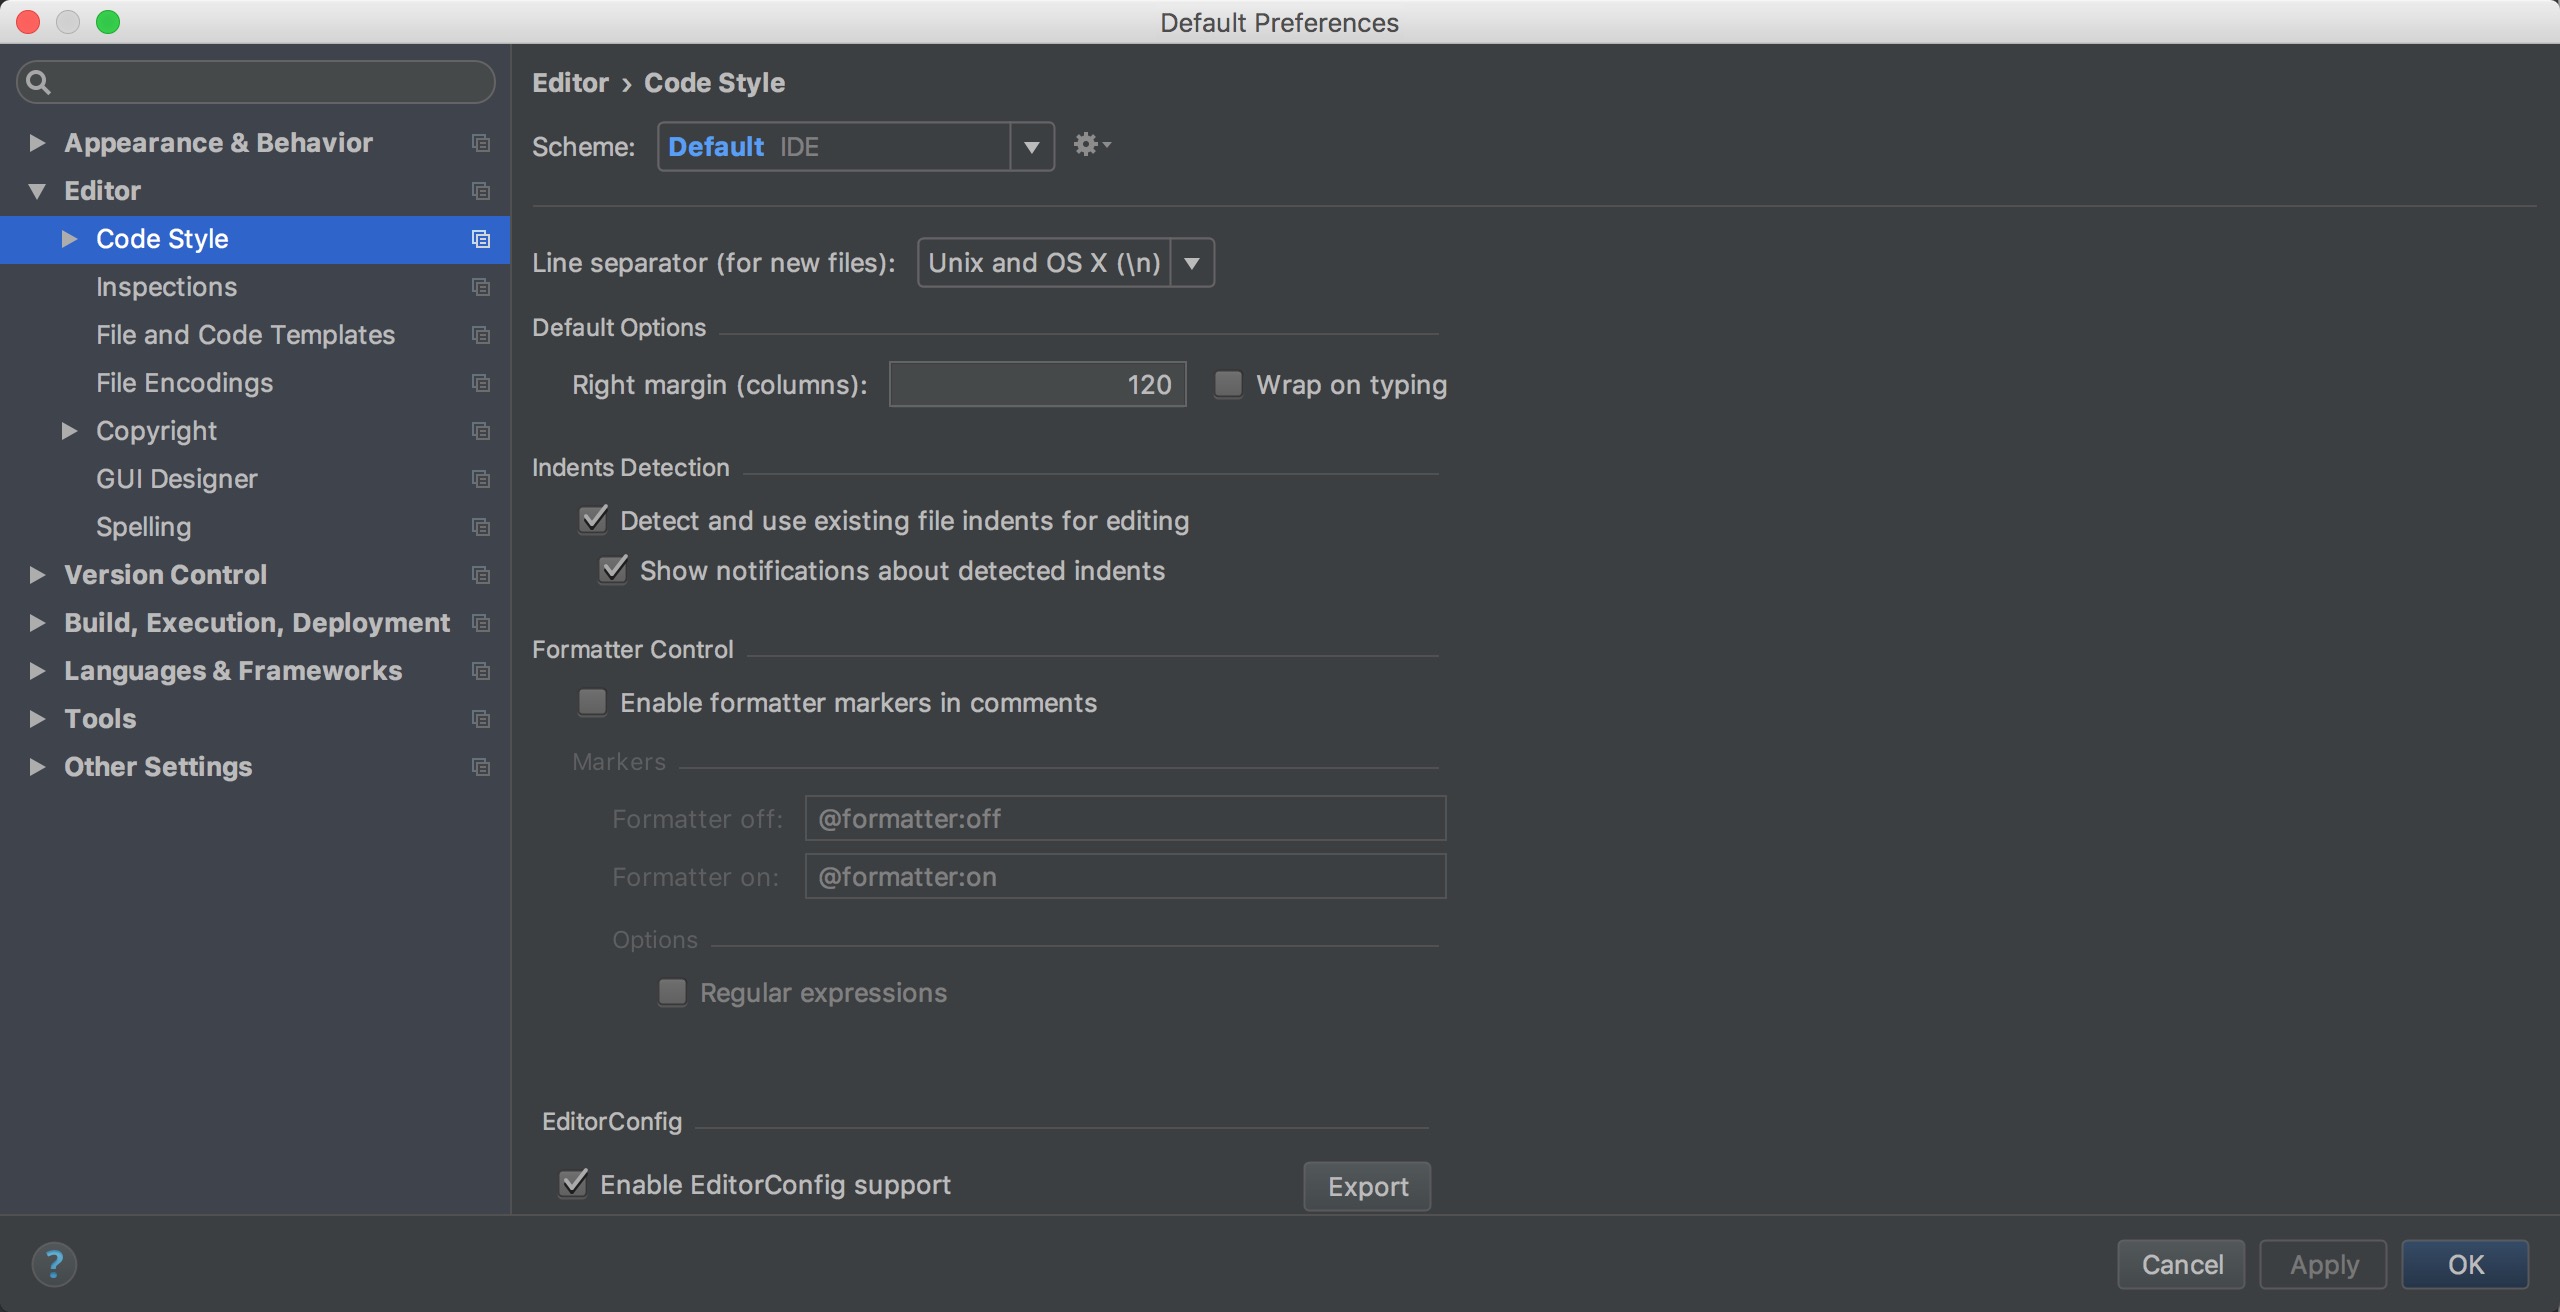 Default Preferences
Appearance & Behavior
Editor
Code Style
Inspections
File and Code Templates
File Encodings
Copyright
GUI Designer
Spelling
Version Control
Build, Execution, Deployment
Languages & Frameworks
Tools
Other Settings
Editor › Code Style
Scheme: Default IDE
Line separator (for new files): Unix and OS X (\n)
Default Options
Right margin (columns): 120 Wrap on typing
Indents Detection
Detect and use existing file indents for editing
Show notifications about detected indents
Formatter Control
Enable formatter markers in comments
Markers
Formatter off: @formatter:off
Formatter on: @formatter:on
Options
Regular expressions
EditorConfig
Enable EditorConfig support Export
? Cancel Apply OK